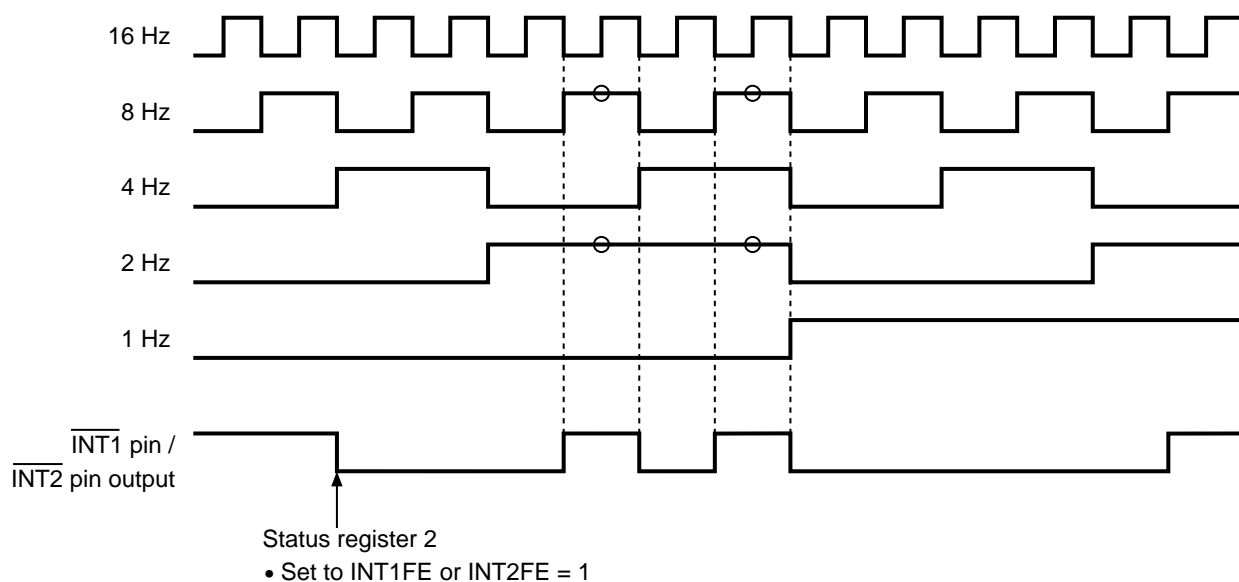 16 Hz
8 Hz
4 Hz
2 Hz
1 Hz
INT1 pin /
INT2 pin output
Status register 2
• Set to INT1FE or INT2FE = 1